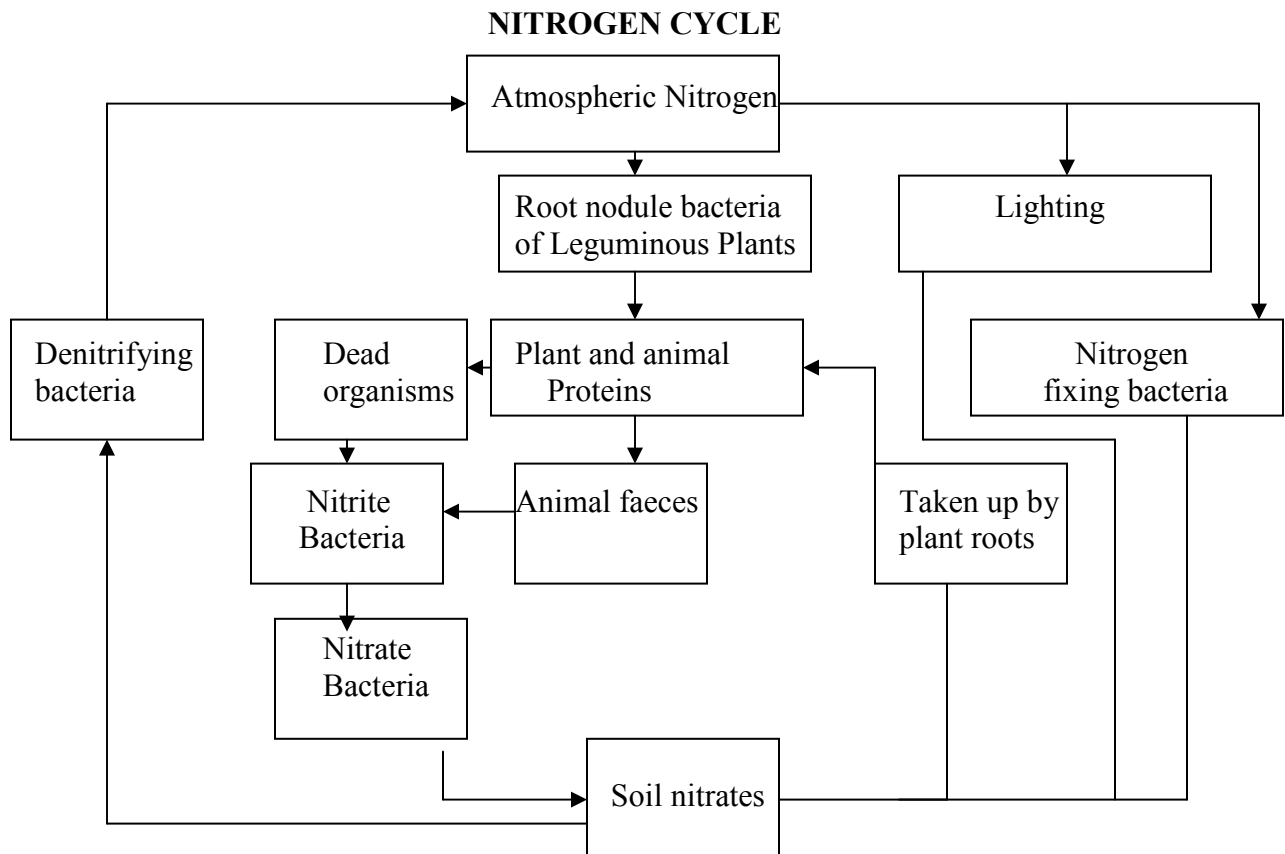 NITROGEN CYCLE
Atmospheric Nitrogen
Root nodule bacteria
of Leguminous Plants
Lighting
Denitrifying
bacteria
Dead
organisms
Plant and animal
Proteins
Nitrogen
fixing bacteria
Nitrite
Bacteria
Animal faeces
Taken up by
plant roots
Nitrate
Bacteria
Soil nitrates